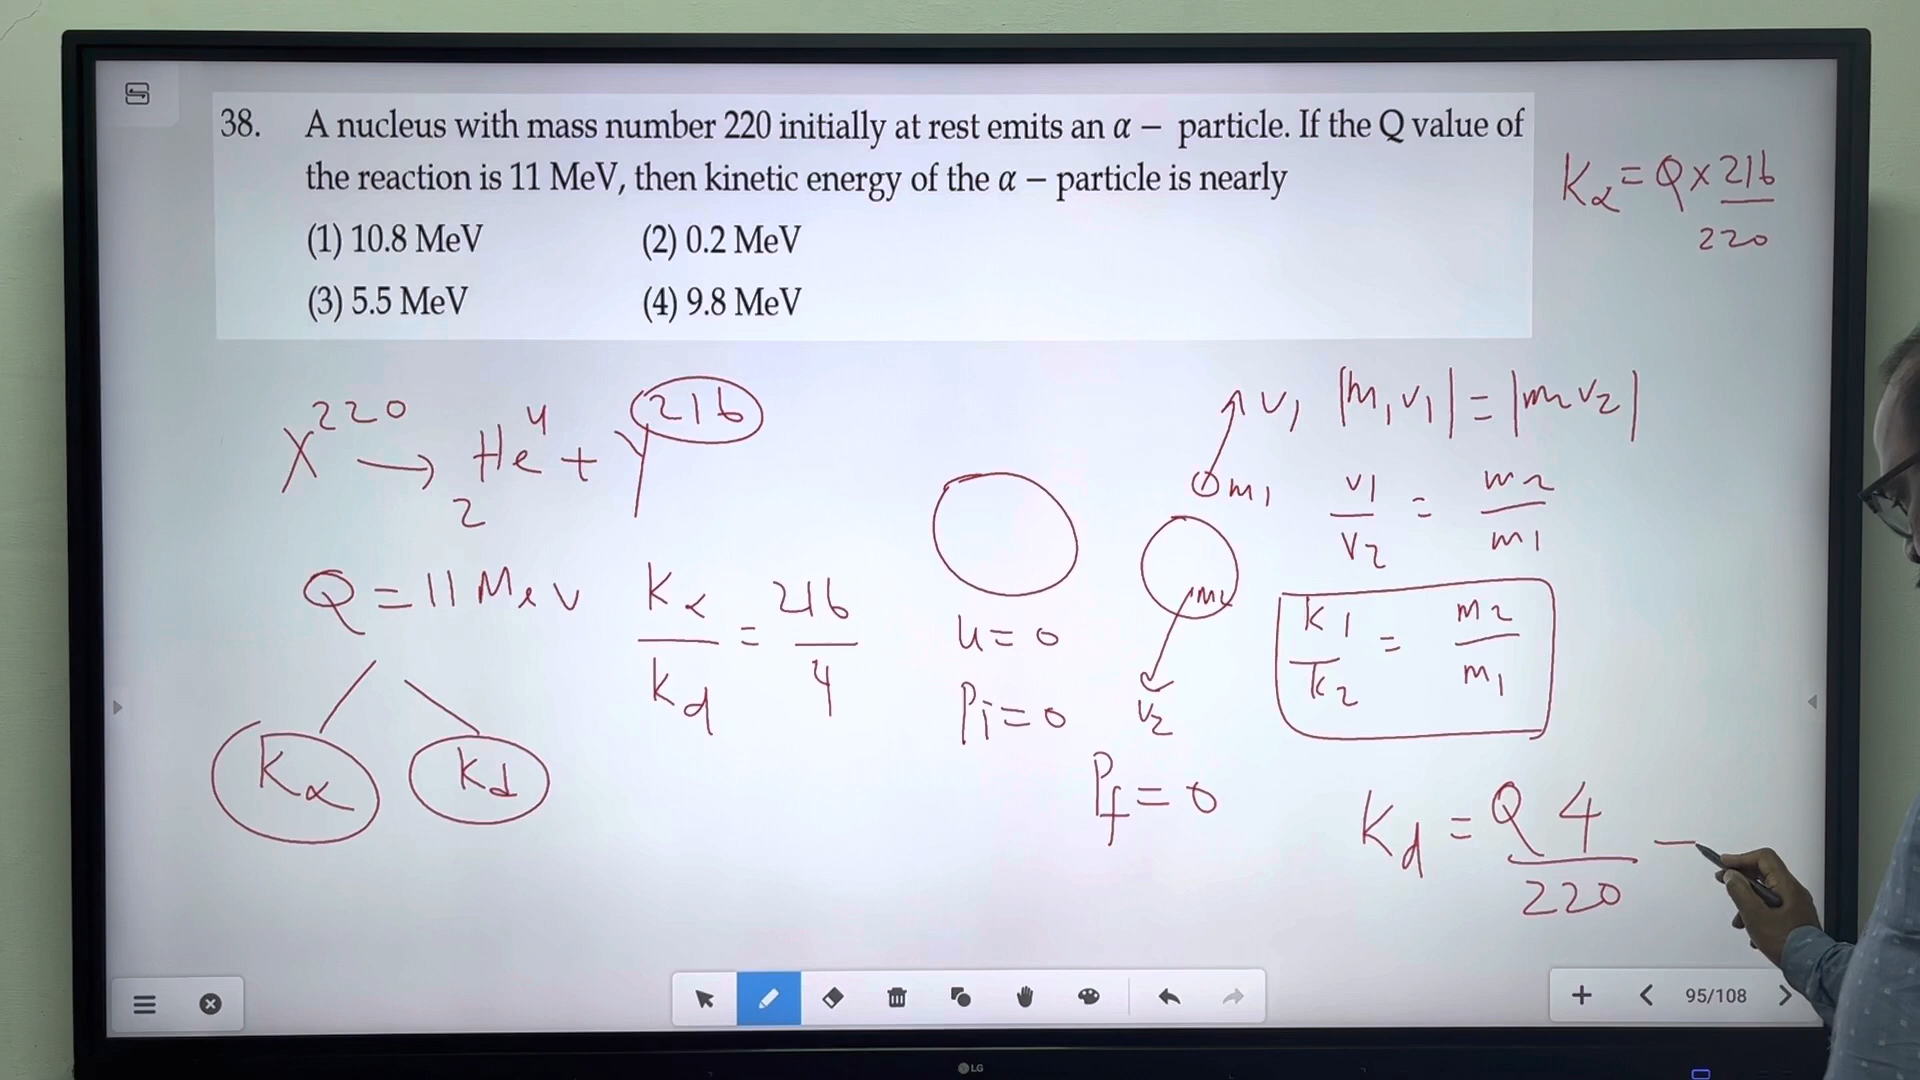 38. A nucleus with mass number 220 initially at rest emits an α – particle. If the Q value of
the reaction is 11 MeV, then kinetic energy of the α – particle is nearly
(1) 10.8 MeV (2) 0.2 MeV
(3) 5.5 MeV (4) 9.8 MeV
Kα = Q × 216
220
X²²⁰ → ₂He⁴ + Y²¹⁶
Q = 11 MeV
Kα Kd
Kα / Kd = 216 / 4
u = 0
Pi = 0
v1
m1
m2
v2
Pf = 0
|m1v1| = |m2v2|
v1 / v2 = m2 / m1
K1 / K2 = m2 / m1
Kd = Q 4 / 220
95/108
LG